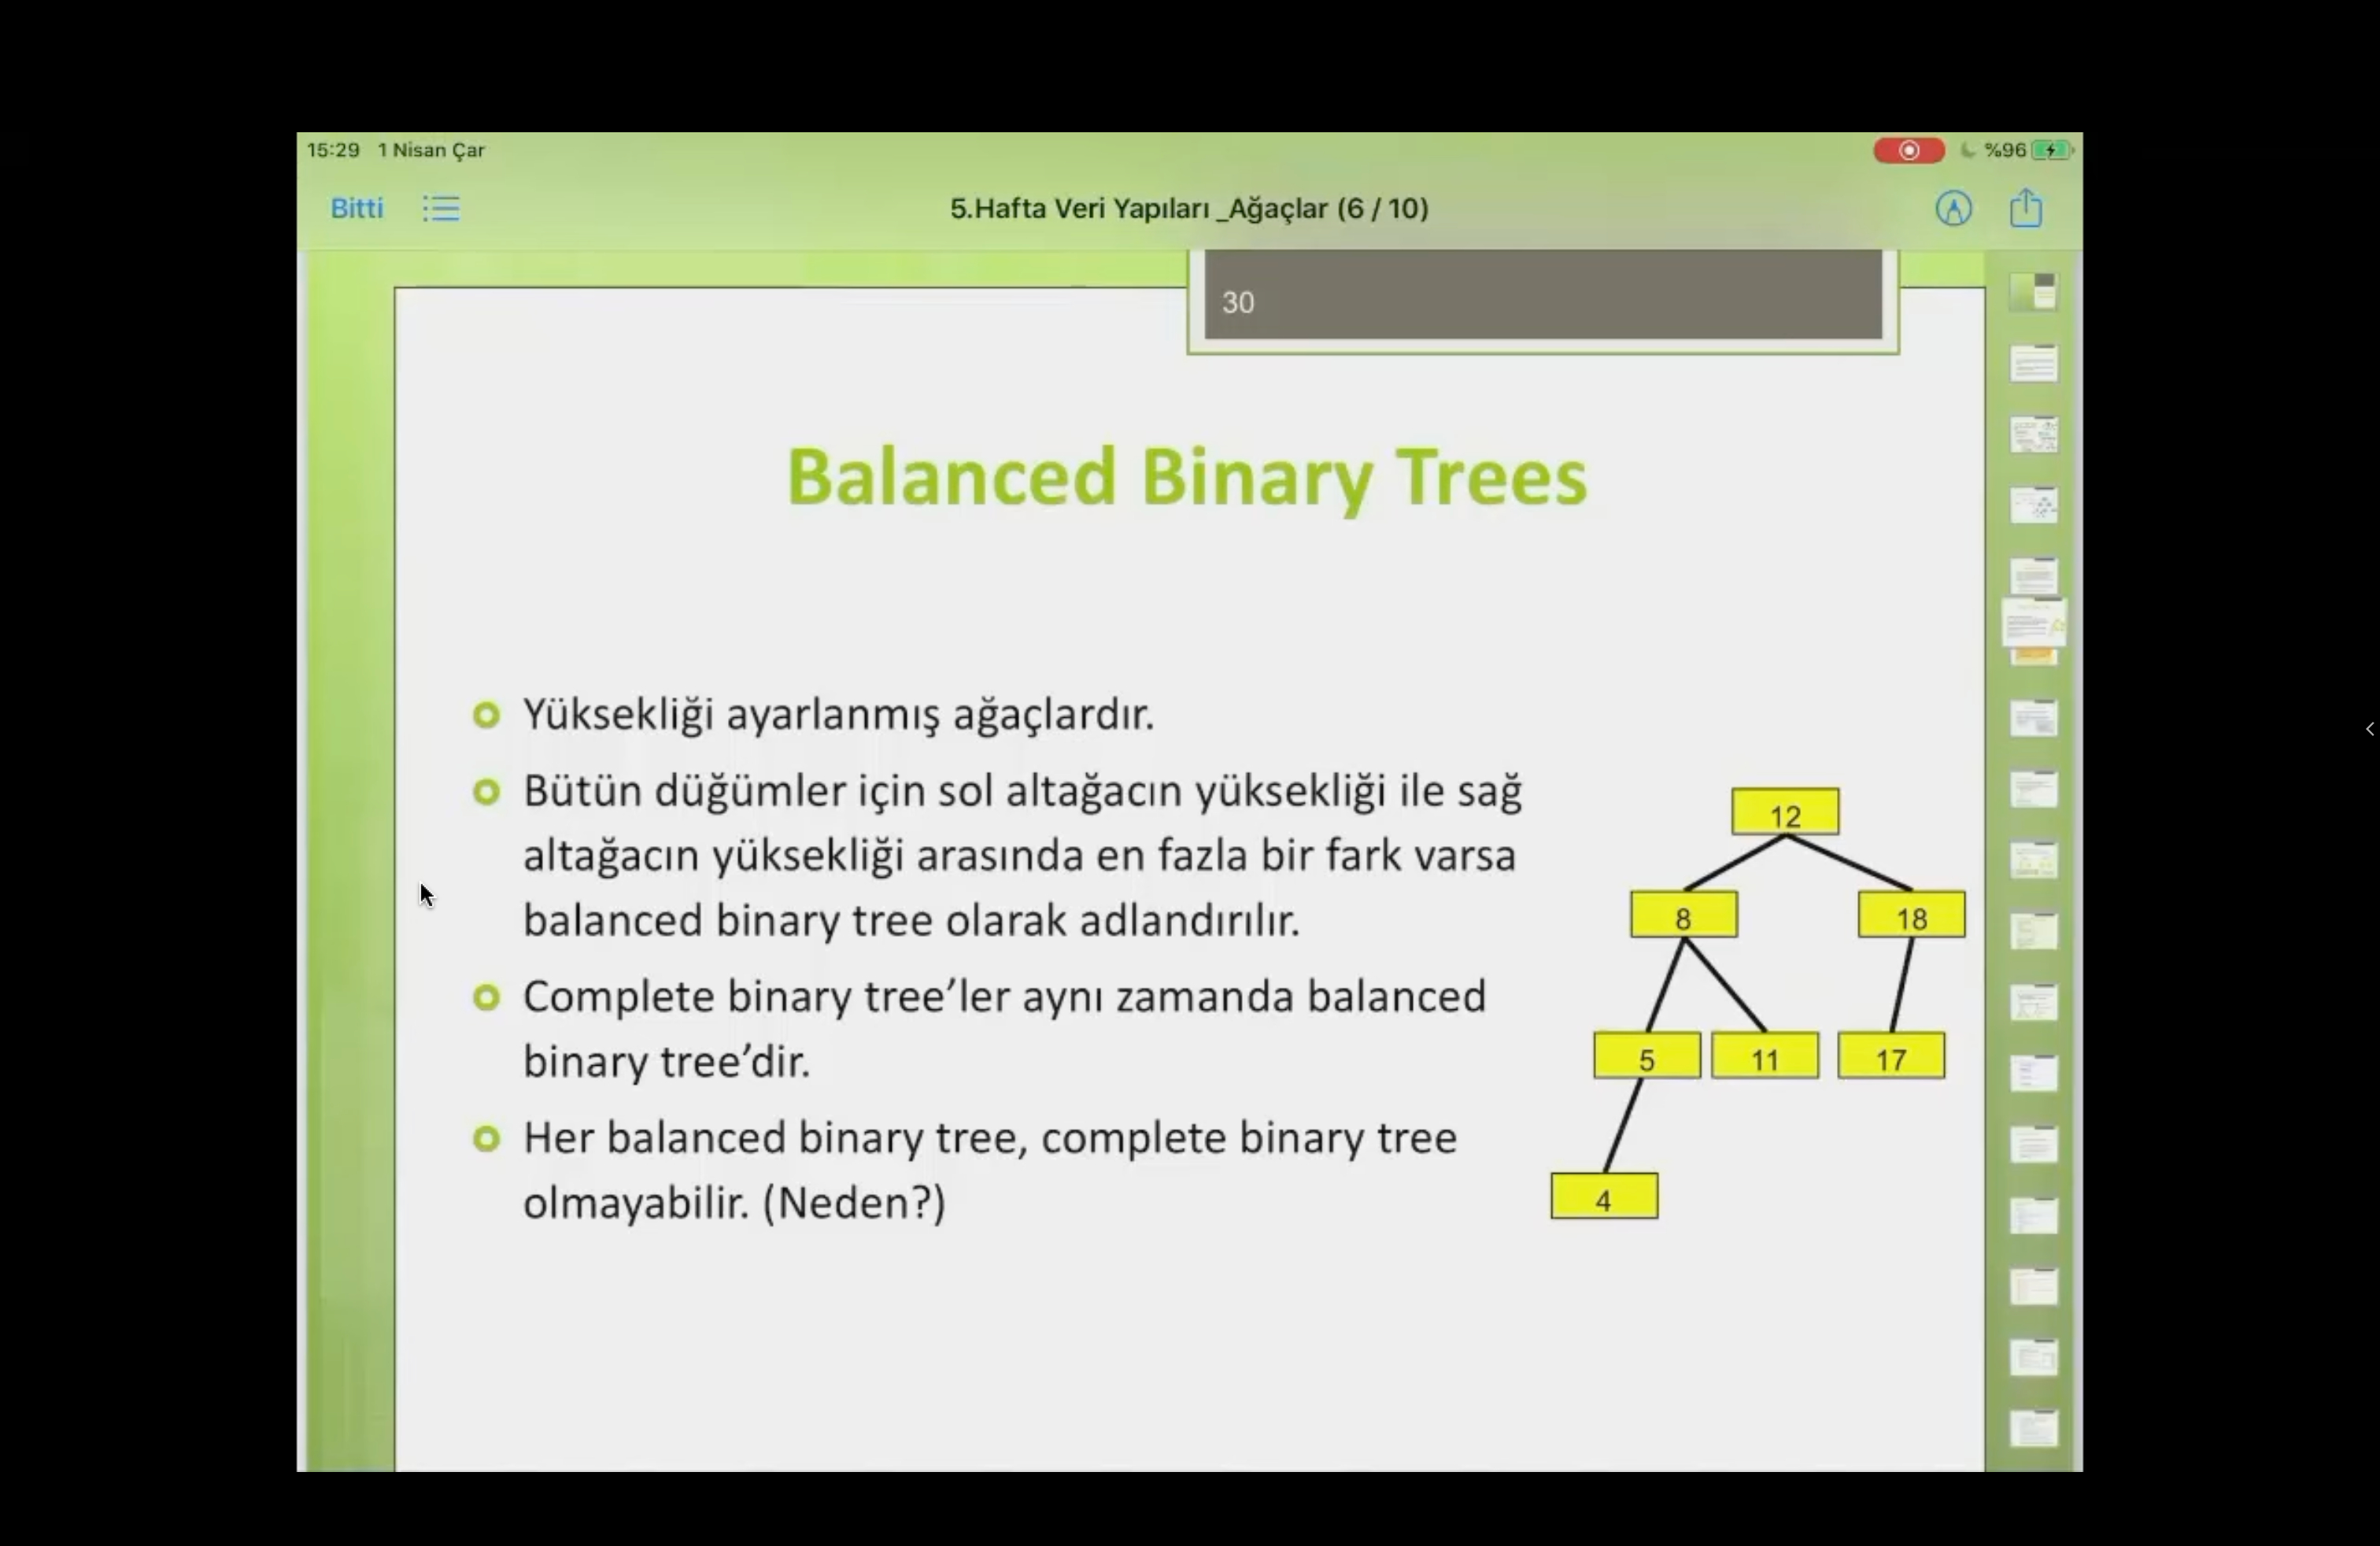 15:29 1 Nisan Çar
%96
Bitti
5.Hafta Veri Yapıları _Ağaçlar (6 / 10)
30
Balanced Binary Trees
Yüksekliği ayarlanmış ağaçlardır.
Bütün düğümler için sol altağacın yüksekliği ile sağ
altağacın yüksekliği arasında en fazla bir fark varsa
balanced binary tree olarak adlandırılır.
Complete binary tree’ler aynı zamanda balanced
binary tree’dir.
Her balanced binary tree, complete binary tree
olmayabilir. (Neden?)
12
8 18
5 11 17
4